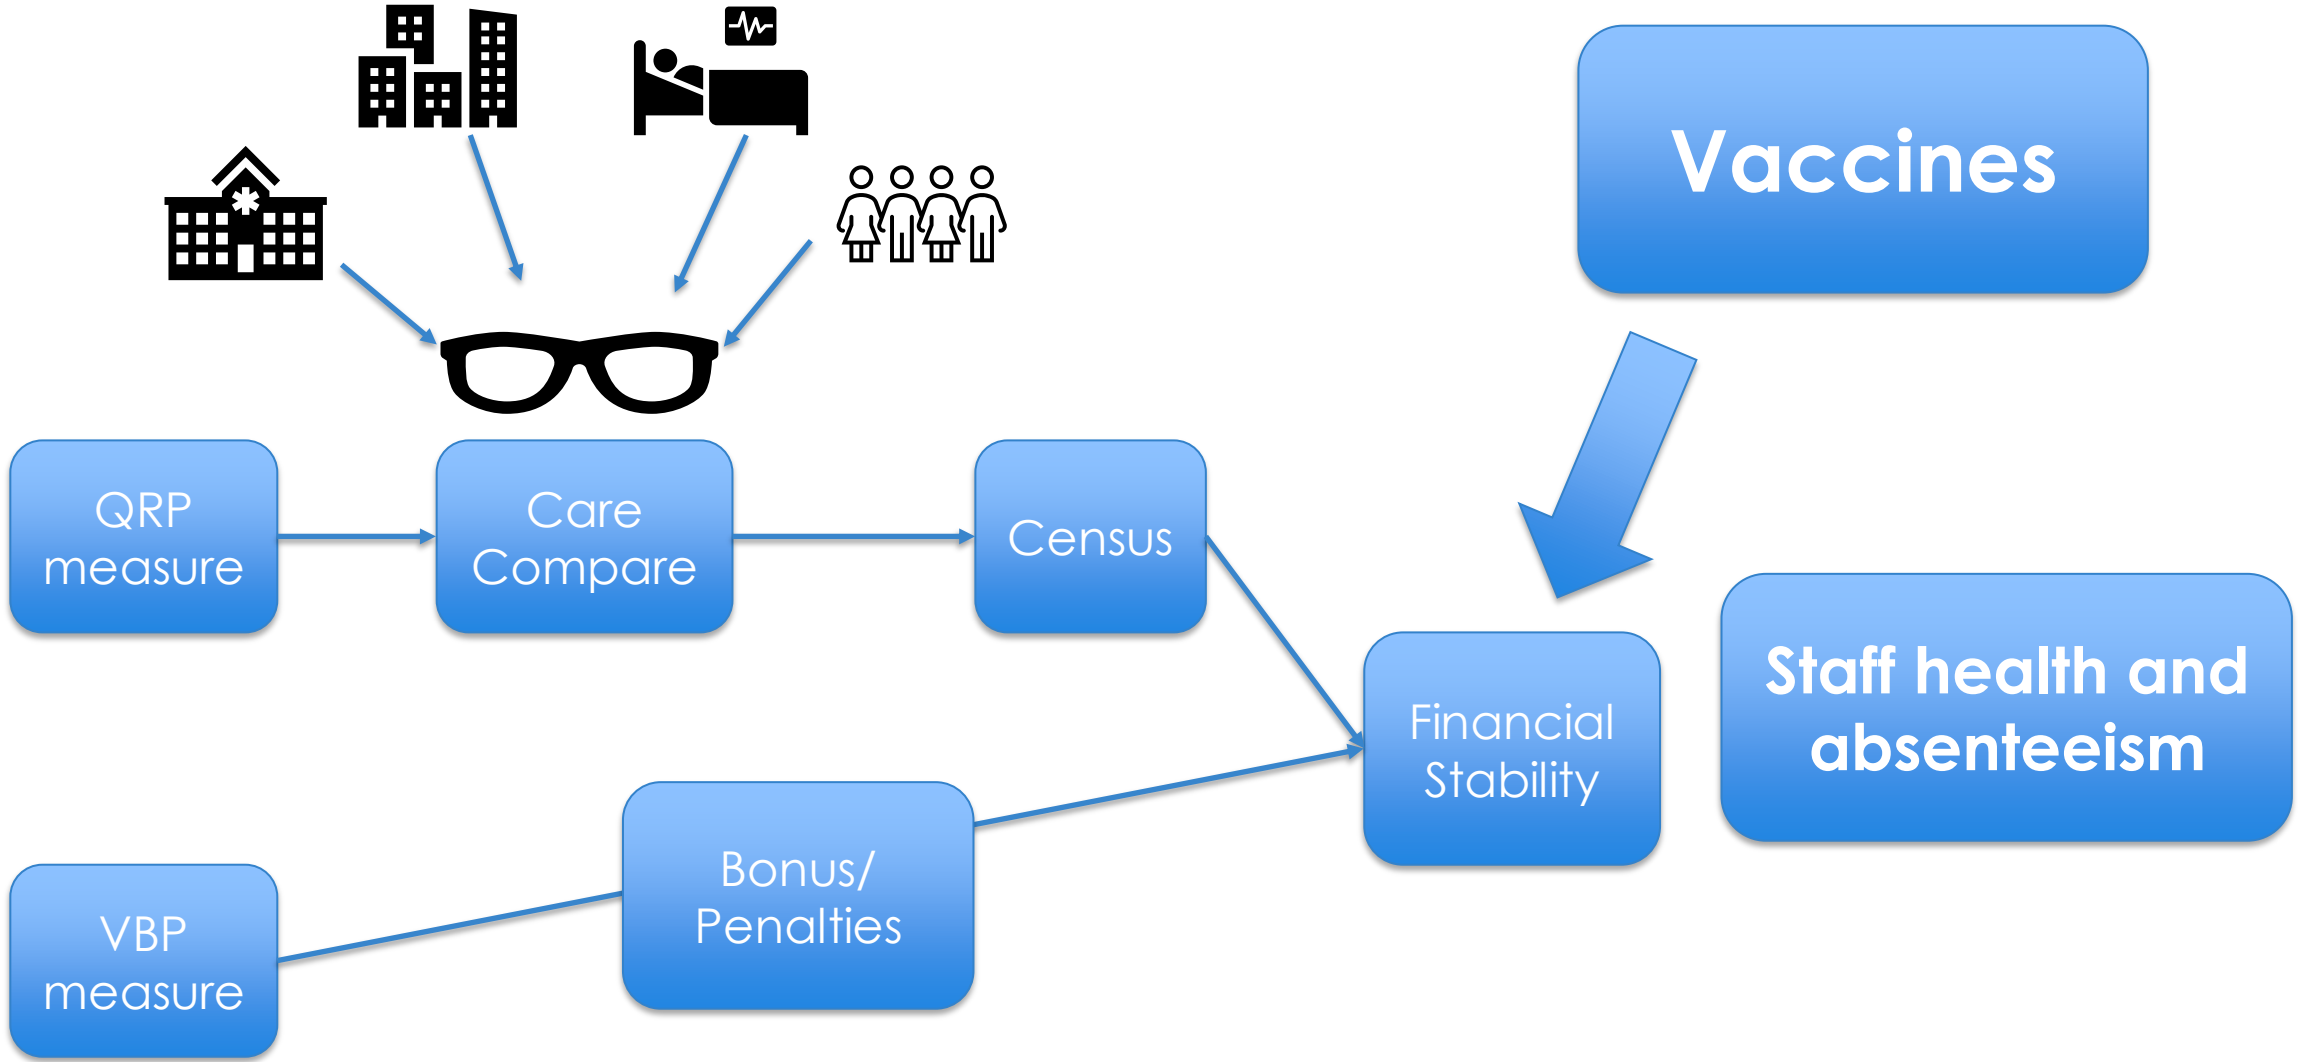 Vaccines
QRP
measure
Care
Compare
Census
Staff health and
absenteeism
Financial
Stability
Bonus/
Penalties
VBP
measure